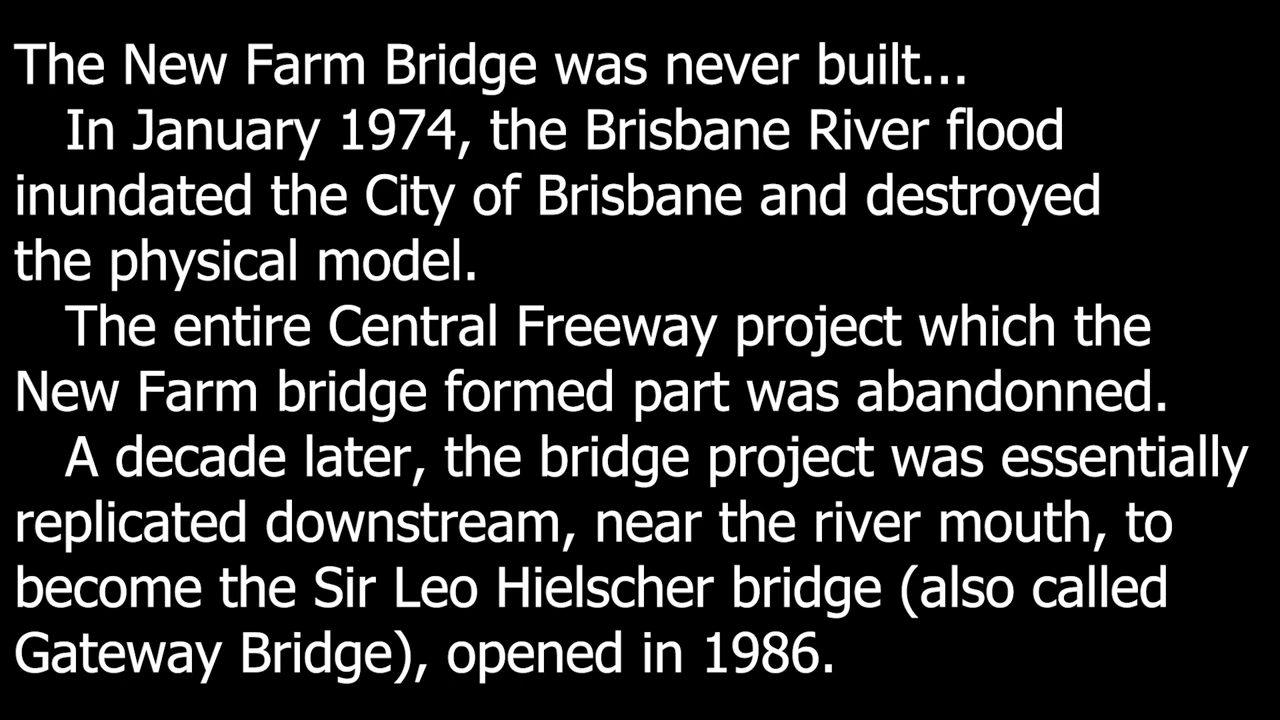 The New Farm Bridge was never built...
In January 1974, the Brisbane River flood
inundated the City of Brisbane and destroyed
the physical model.
The entire Central Freeway project which the
New Farm bridge formed part was abandonned.
A decade later, the bridge project was essentially
replicated downstream, near the river mouth, to
become the Sir Leo Hielscher bridge (also called
Gateway Bridge), opened in 1986.